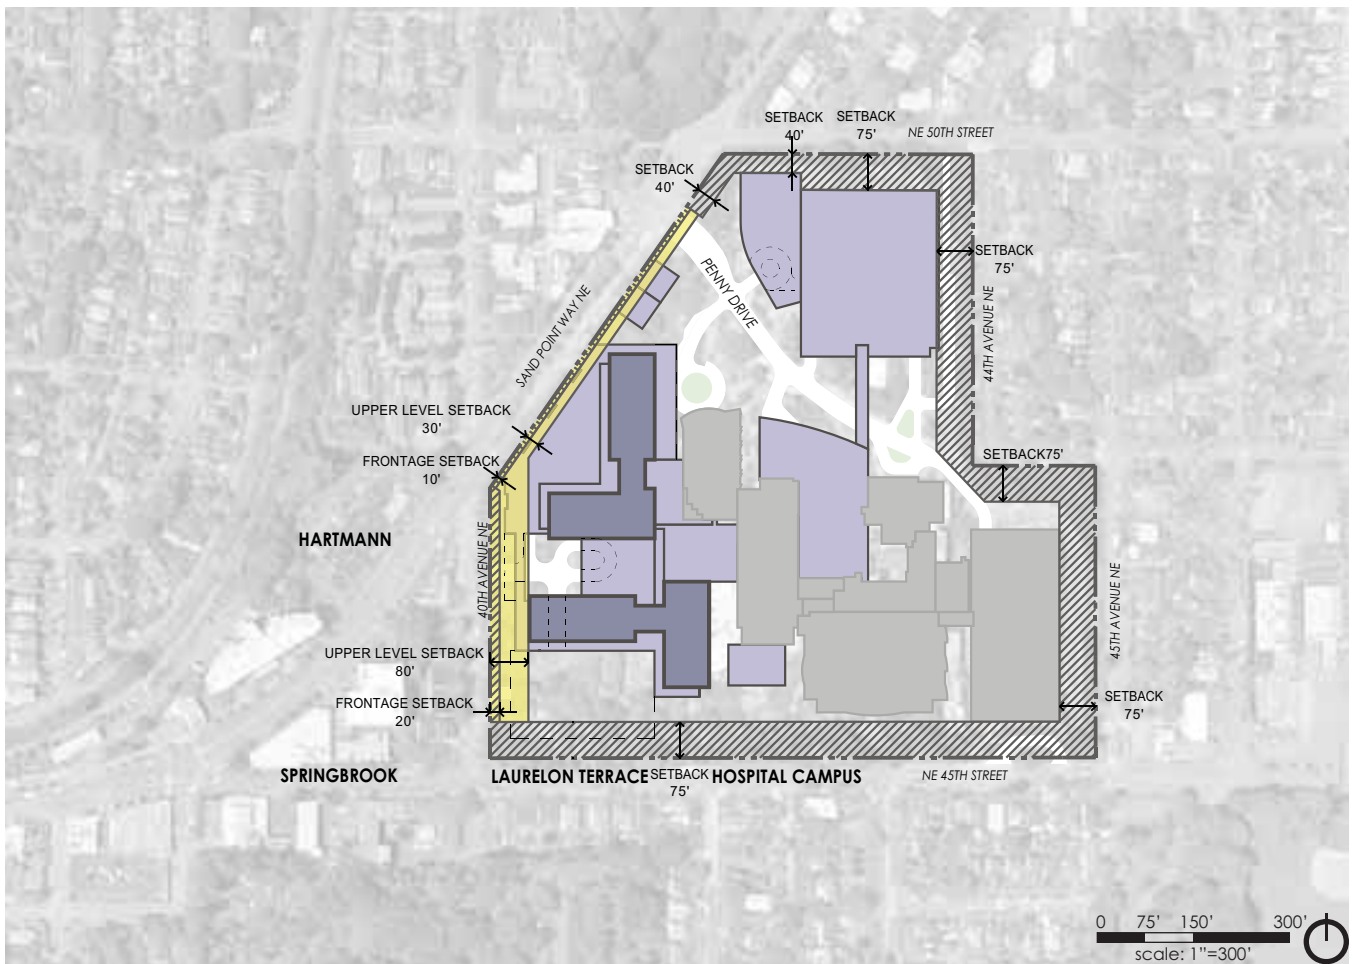 SETBACK
40'
SETBACK
75'
NE 50TH STREET
SETBACK
40'
SETBACK
75'
PENNY DRIVE
SAND POINT WAY NE
44TH AVENUE NE
UPPER LEVEL SETBACK
30'
FRONTAGE SETBACK
10'
SETBACK75'
HARTMANN
40TH AVENUE NE
45TH AVENUE NE
UPPER LEVEL SETBACK
80'
FRONTAGE SETBACK
20'
SETBACK
75'
SPRINGBROOK
LAURELON TERRACE
SETBACK
75'
HOSPITAL CAMPUS
NE 45TH STREET
0 75' 150' 300'
scale: 1"=300'